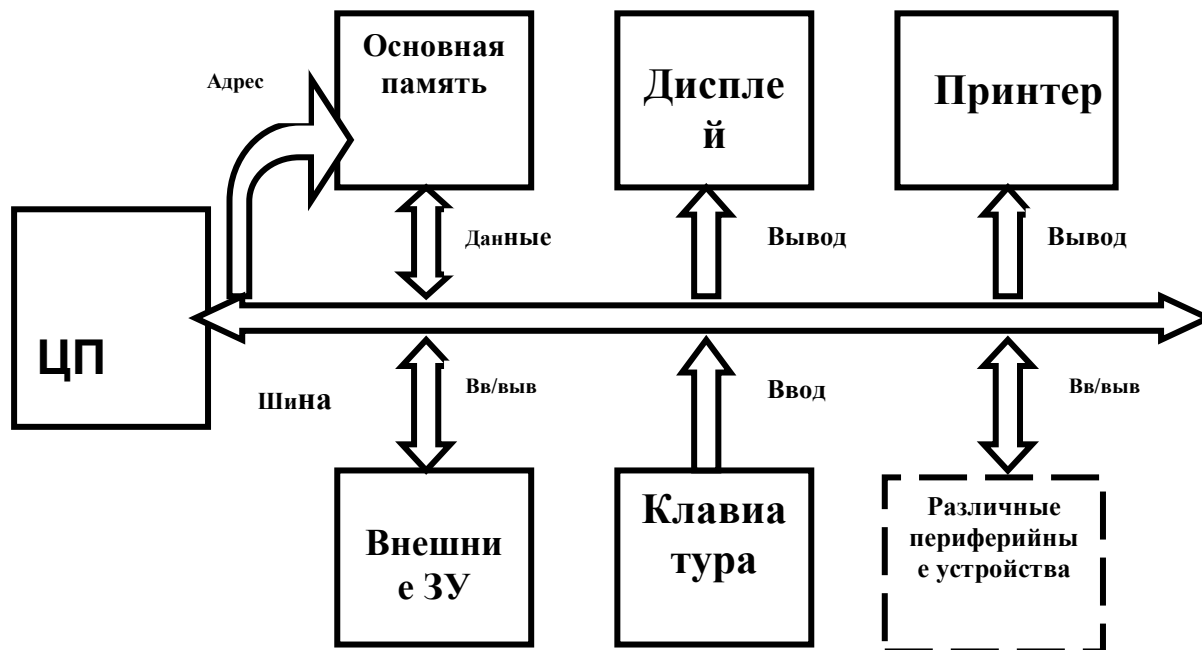 Основная
память
Адрес
Диспле
й
Принтер
Данные
Вывод
Вывод
ЦП
Шина
Вв/выв
Ввод
Вв/выв
Внешни
е ЗУ
Клавиа
тура
Различные
периферийны
е устройства